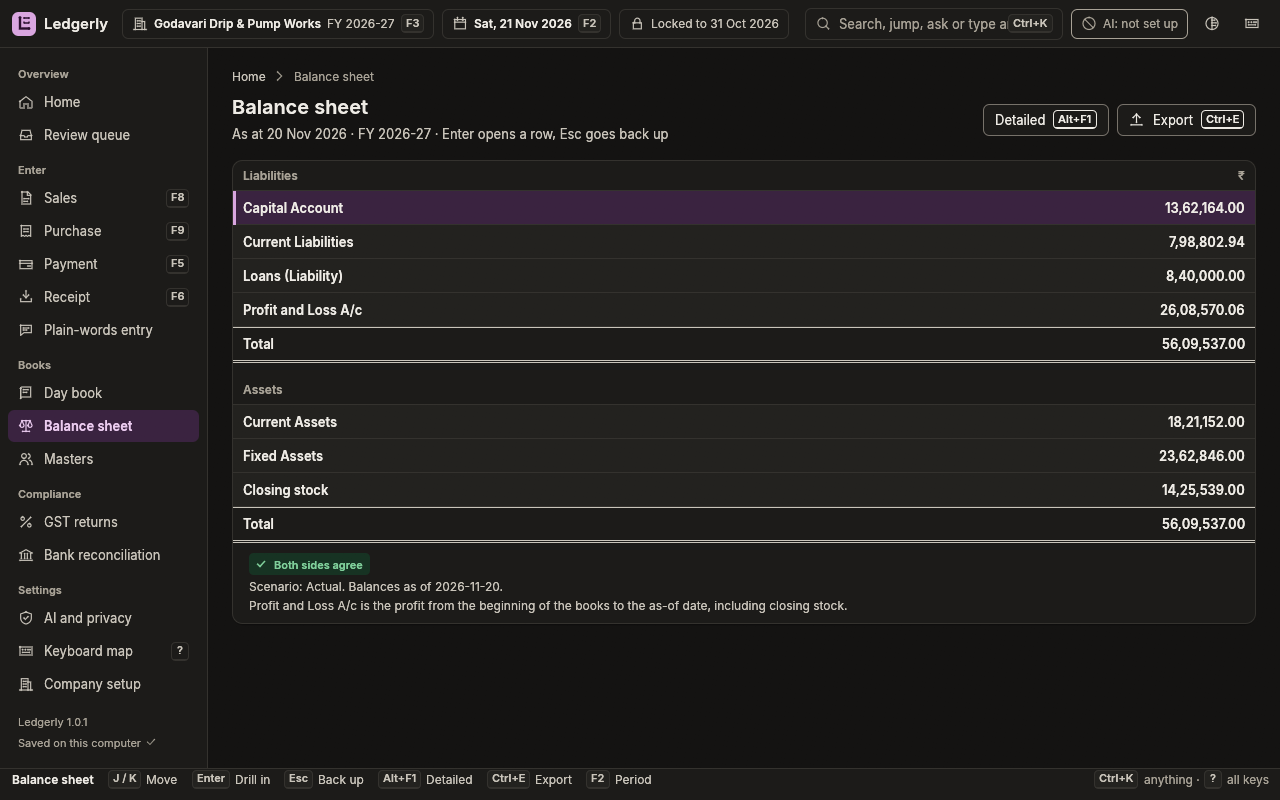 Ledgerly
Godavari Drip & Pump Works FY 2026-27 F3
Sat, 21 Nov 2026 F2
Locked to 31 Oct 2026
Search, jump, ask or type a Ctrl+K
AI: not set up
Overview
Home
Review queue
Enter
Sales F8
Purchase F9
Payment F5
Receipt F6
Plain-words entry
Books
Day book
Balance sheet
Masters
Compliance
GST returns
Bank reconciliation
Settings
AI and privacy
Keyboard map ?
Company setup
Ledgerly 1.0.1
Saved on this computer
Home Balance sheet
Balance sheet
As at 20 Nov 2026 · FY 2026-27 · Enter opens a row, Esc goes back up
Detailed Alt+F1
Export Ctrl+E
Liabilities ₹
Capital Account 13,62,164.00
Current Liabilities 7,98,802.94
Loans (Liability) 8,40,000.00
Profit and Loss A/c 26,08,570.06
Total 56,09,537.00
Assets
Current Assets 18,21,152.00
Fixed Assets 23,62,846.00
Closing stock 14,25,539.00
Total 56,09,537.00
Both sides agree
Scenario: Actual. Balances as of 2026-11-20.
Profit and Loss A/c is the profit from the beginning of the books to the as-of date, including closing stock.
Balance sheet J / K Move Enter Drill in Esc Back up Alt+F1 Detailed Ctrl+E Export F2 Period Ctrl+K anything · ? all keys